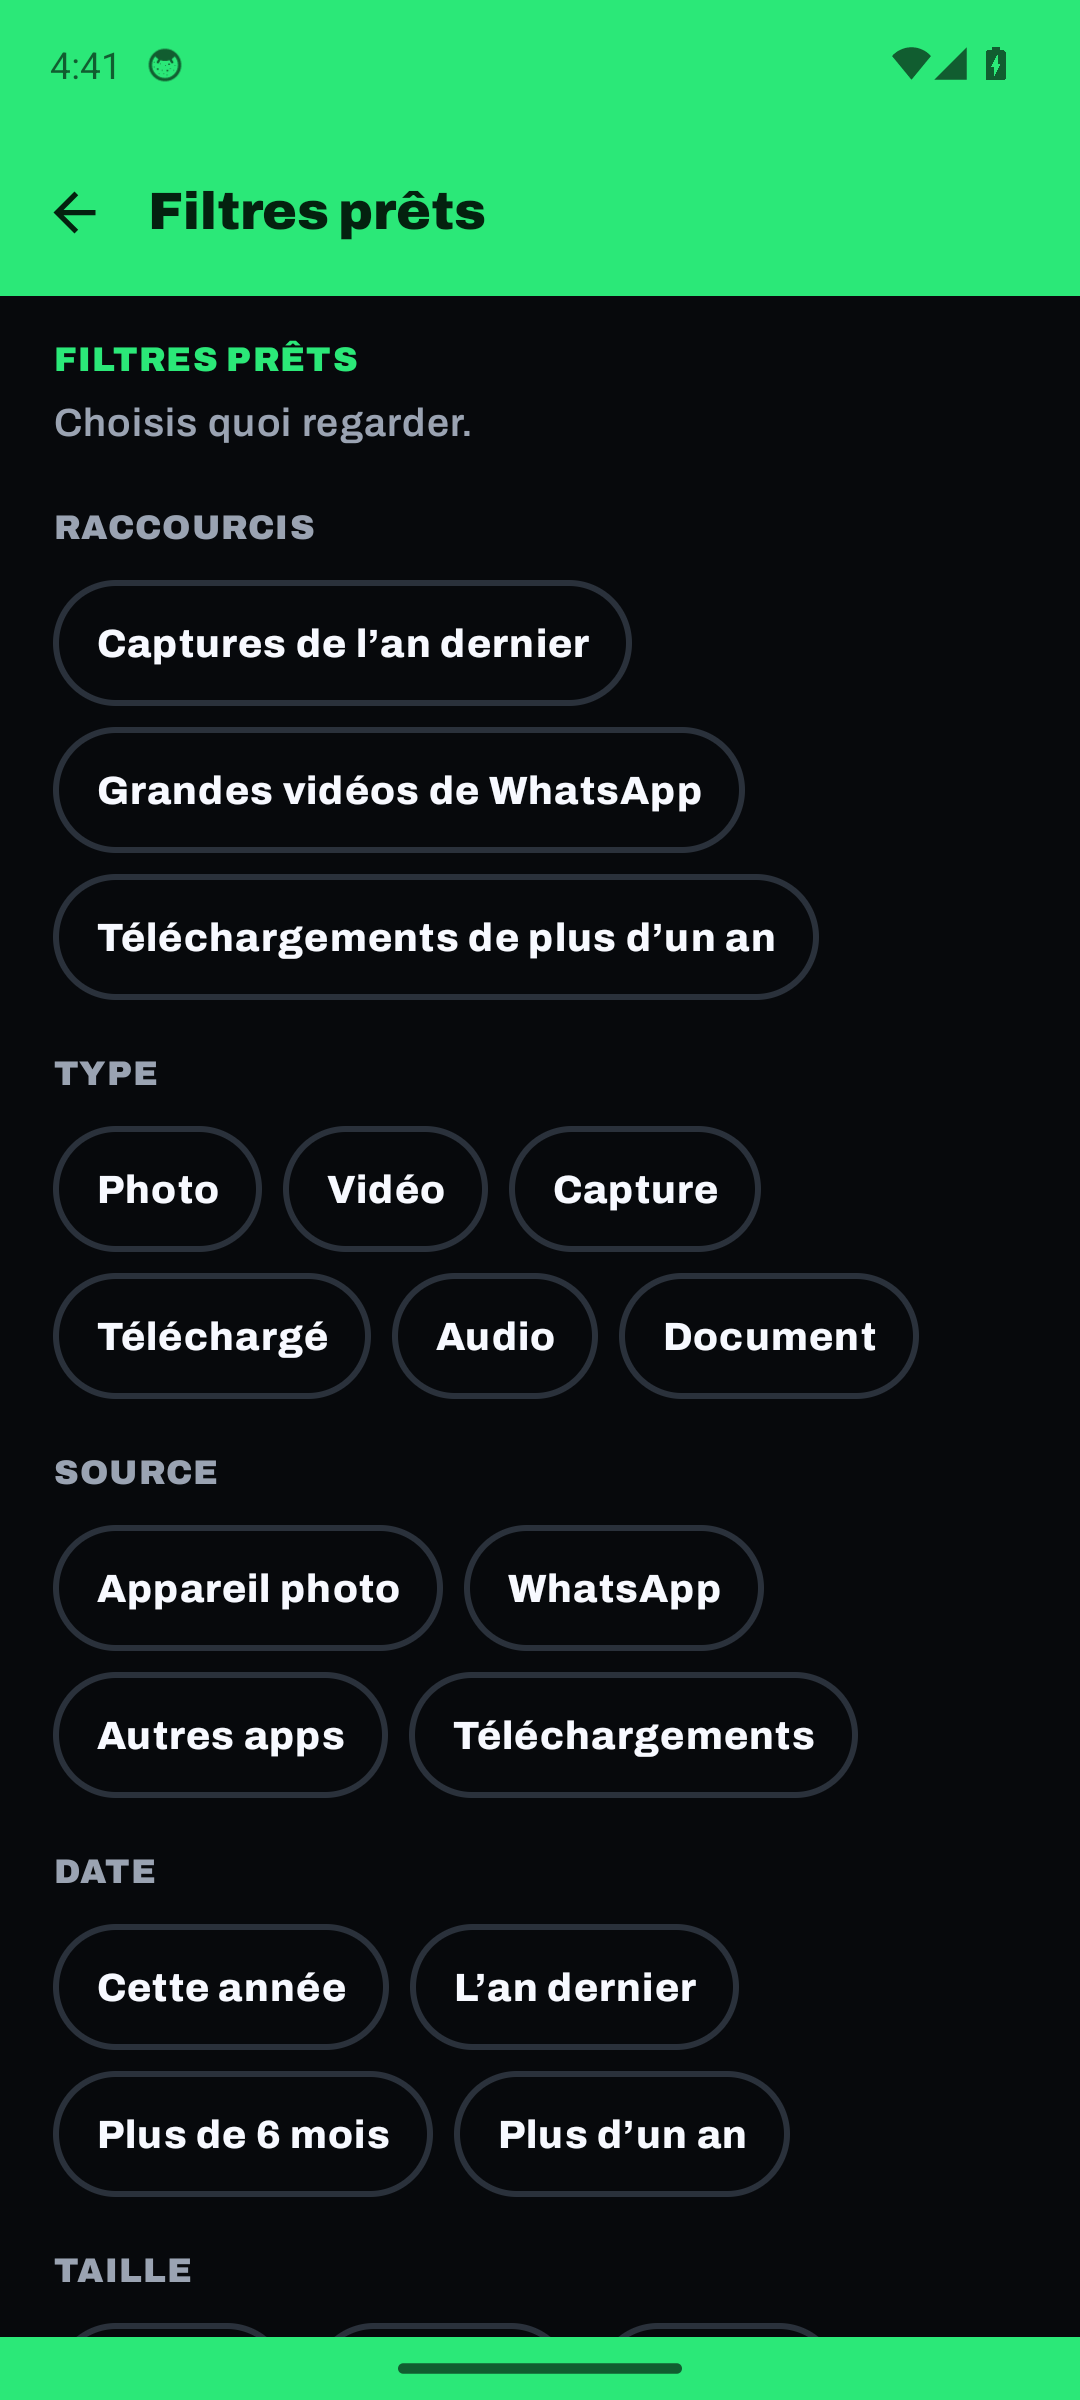 4:41
Filtres prêts
FILTRES PRÊTS
Choisis quoi regarder.
RACCOURCIS
Captures de l’an dernier
Grandes vidéos de WhatsApp
Téléchargements de plus d’un an
TYPE
Photo Vidéo Capture
Téléchargé Audio Document
SOURCE
Appareil photo WhatsApp
Autres apps Téléchargements
DATE
Cette année L’an dernier
Plus de 6 mois Plus d’un an
TAILLE